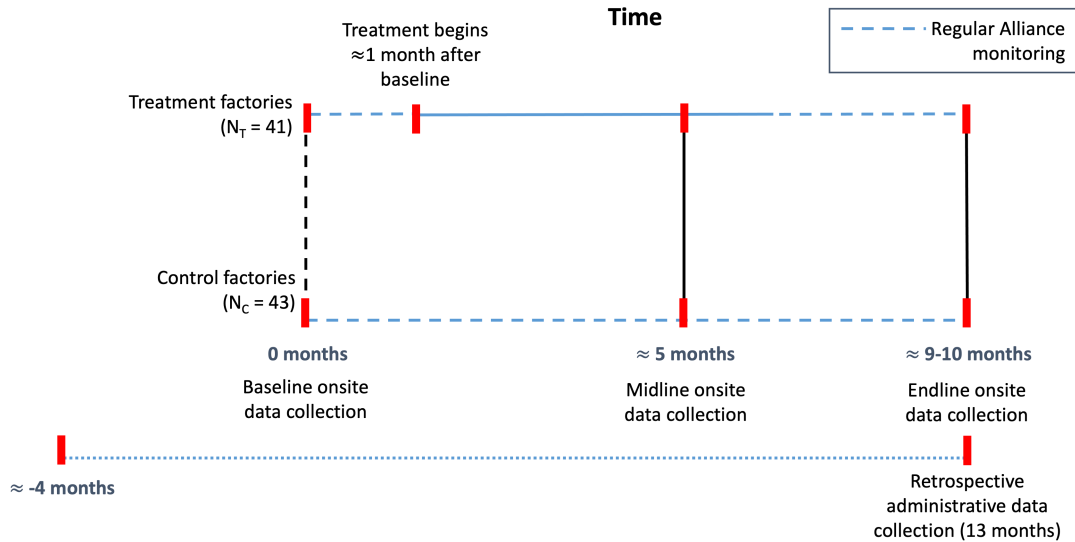 Time
Treatment begins
≈1 month after
baseline
Regular Alliance
monitoring
Treatment factories
(N_T = 41)
Control factories
(N_C = 43)
0 months
≈ 5 months
≈ 9-10 months
Baseline onsite
data collection
Midline onsite
data collection
Endline onsite
data collection
≈ -4 months
Retrospective
administrative data
collection (13 months)